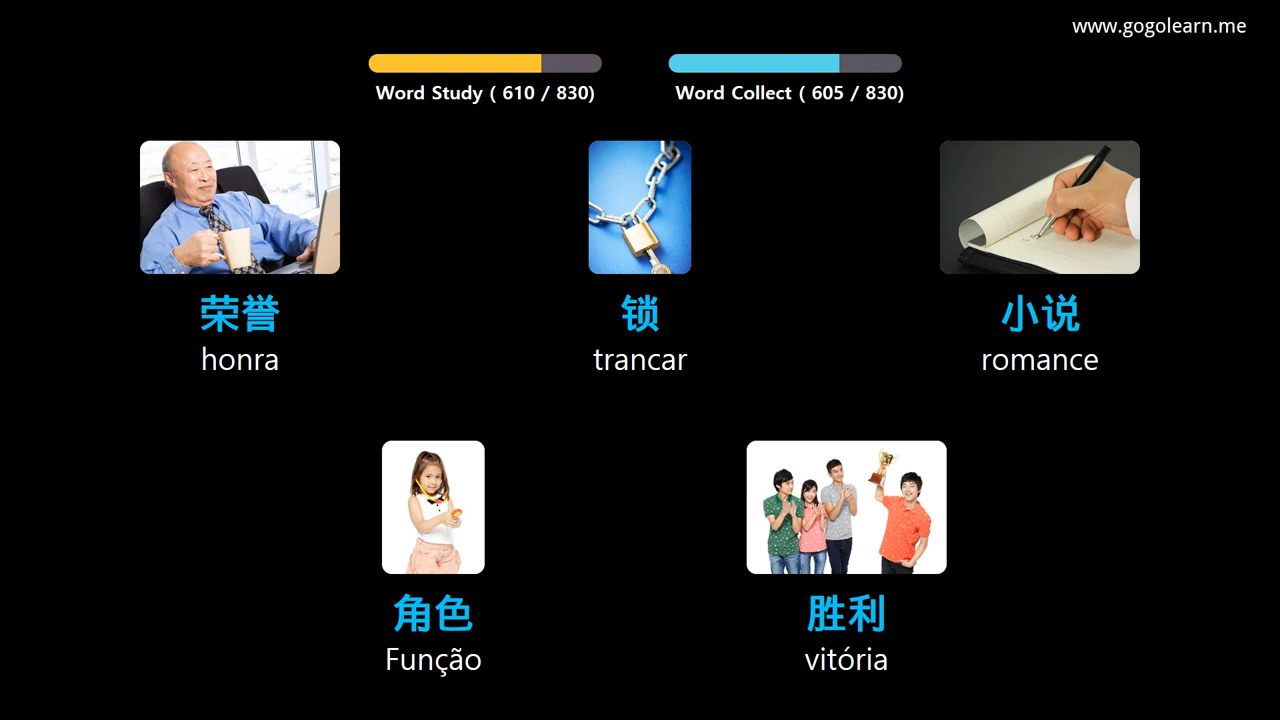 www.gogolearn.me
Word Study ( 610 / 830)
Word Collect ( 605 / 830)
荣誉
honra
锁
trancar
小说
romance
角色
Função
胜利
vitória